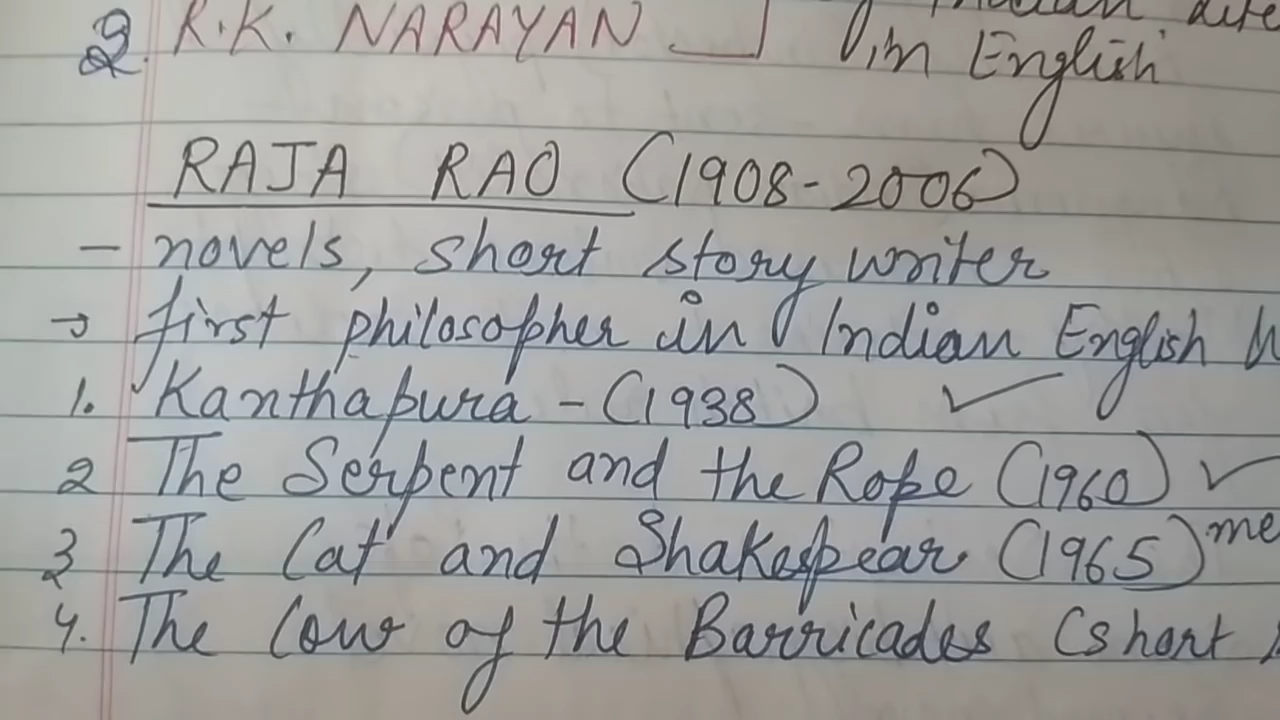 Indian
2. R.K. NARAYAN in English
RAJA RAO (1908-2006)
- novels, short story writer
→ first philosopher in Indian English
1. Kanthapura - (1938) ✓
2 The Serpent and the Rope (1960) ✓
3 The Cat and Shakespear (1965) me
4. The Cow of the Barricades (short